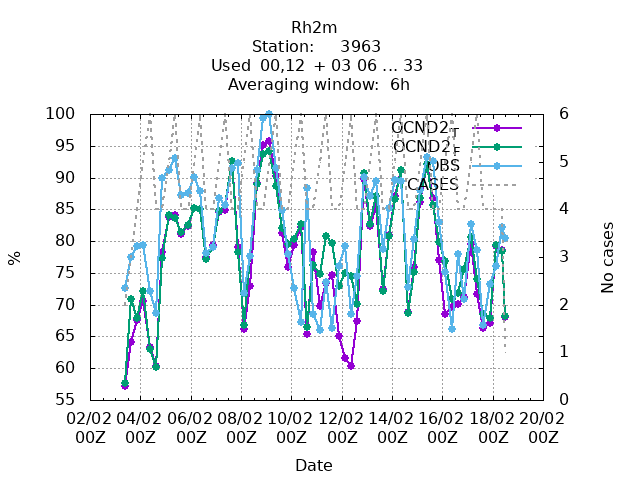 Rh2m
Station:     3963
Used  00,12  + 03 06 ... 33
Averaging window:  6h
100
95
90
85
80
75
70
65
60
55
%
6
5
4
3
2
1
0
No cases
OCND2_T
OCND2_F
OBS
CASES
02/02 04/02 06/02 08/02 10/02 12/02 14/02 16/02 18/02 20/02
00Z 00Z 00Z 00Z 00Z 00Z 00Z 00Z 00Z 00Z
Date